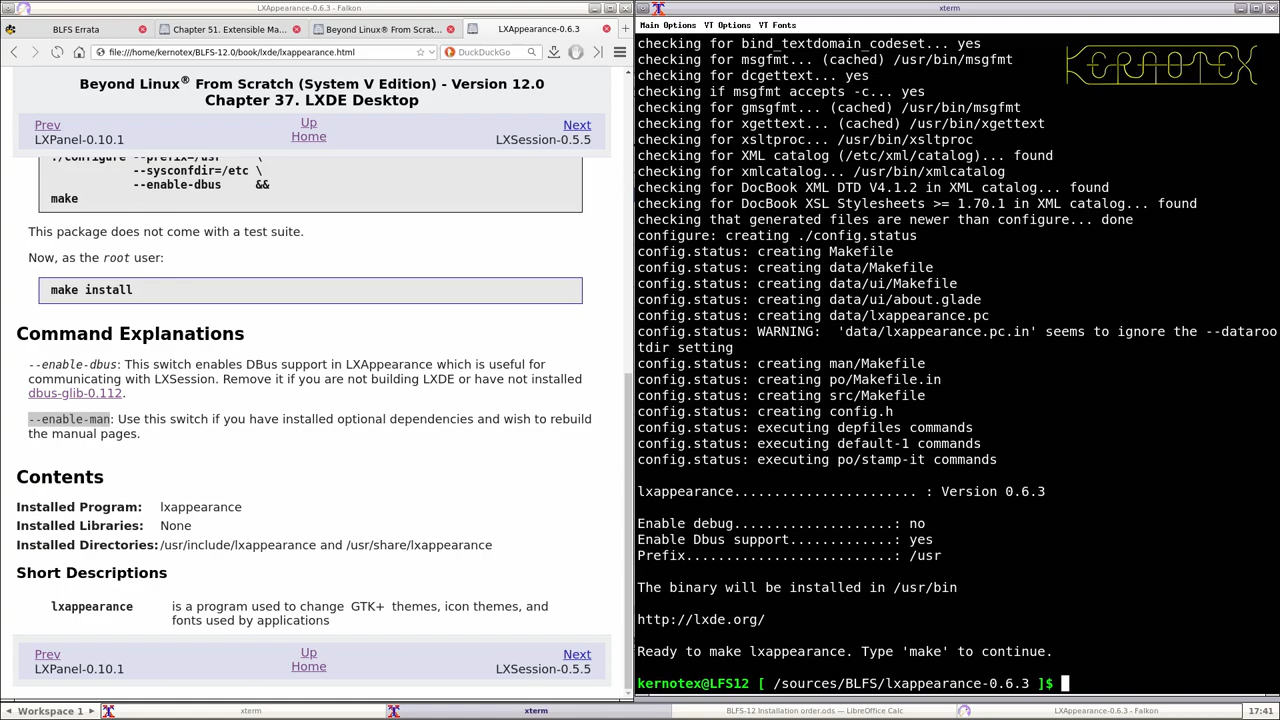 LXAppearance-0.6.3 - Falkon
BLFS Errata
Chapter 51. Extensible Ma...
Beyond Linux® From Scrat...
LXAppearance-0.6.3
file:///home/kernotex/BLFS-12.0/book/lxde/lxappearance.html
DuckDuckGo
Beyond Linux® From Scratch (System V Edition) - Version 12.0
Chapter 37. LXDE Desktop
Prev
Up
Next
LXPanel-0.10.1
Home
LXSession-0.5.5
./configure --prefix=/usr \
--sysconfdir=/etc \
--enable-dbus &&
make
This package does not come with a test suite.
Now, as the root user:
make install
Command Explanations
--enable-dbus: This switch enables DBus support in LXAppearance which is useful for
communicating with LXSession. Remove it if you are not building LXDE or have not installed
dbus-glib-0.112.
--enable-man: Use this switch if you have installed optional dependencies and wish to rebuild
the manual pages.
Contents
Installed Program: lxappearance
Installed Libraries: None
Installed Directories: /usr/include/lxappearance and /usr/share/lxappearance
Short Descriptions
lxappearance is a program used to change GTK+ themes, icon themes, and
fonts used by applications
Prev
Up
Next
LXPanel-0.10.1
Home
LXSession-0.5.5
xterm
Main Options VT Options VT Fonts
KERNOTEX
checking for bind_textdomain_codeset... yes
checking for msgfmt... (cached) /usr/bin/msgfmt
checking for dcgettext... yes
checking if msgfmt accepts -c... yes
checking for gmsgfmt... (cached) /usr/bin/msgfmt
checking for xgettext... (cached) /usr/bin/xgettext
checking for xsltproc... /usr/bin/xsltproc
checking for XML catalog (/etc/xml/catalog)... found
checking for xmlcatalog... /usr/bin/xmlcatalog
checking for DocBook XML DTD V4.1.2 in XML catalog... found
checking for DocBook XSL Stylesheets >= 1.70.1 in XML catalog... found
checking that generated files are newer than configure... done
configure: creating ./config.status
config.status: creating Makefile
config.status: creating data/Makefile
config.status: creating data/ui/Makefile
config.status: creating data/ui/about.glade
config.status: creating data/lxappearance.pc
config.status: WARNING:  'data/lxappearance.pc.in' seems to ignore the --dataroo
tdir setting
config.status: creating man/Makefile
config.status: creating po/Makefile.in
config.status: creating src/Makefile
config.status: creating config.h
config.status: executing depfiles commands
config.status: executing default-1 commands
config.status: executing po/stamp-it commands
lxappearance....................... : Version 0.6.3
Enable debug....................: no
Enable Dbus support.............: yes
Prefix..........................: /usr
The binary will be installed in /usr/bin
http://lxde.org/
Ready to make lxappearance. Type 'make' to continue.
kernotex@LFS12 [ /sources/BLFS/lxappearance-0.6.3 ]$
Workspace 1
xterm
xterm
BLFS-12 Installation order.ods — LibreOffice Calc
LXAppearance-0.6.3 - Falkon
17:41